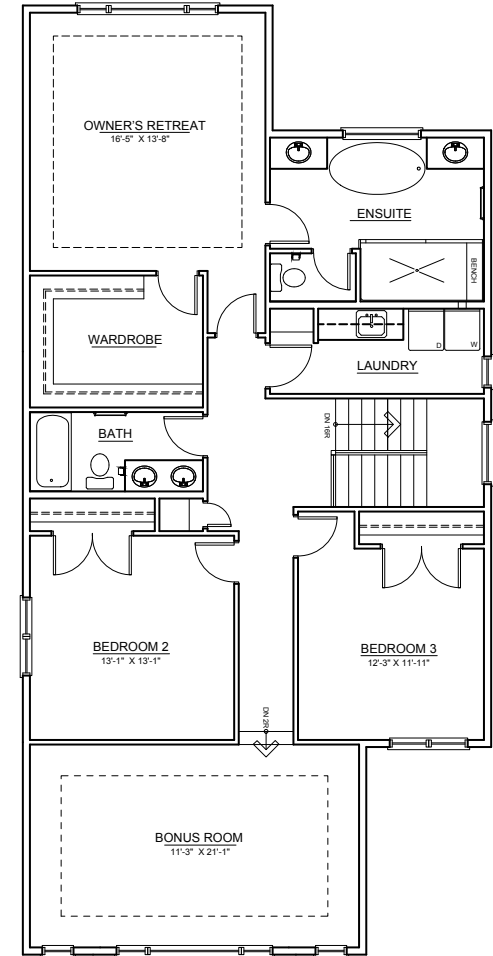 OWNER'S RETREAT
16'-5" X 13'-8"
ENSUITE
BENCH
WARDROBE
D
W
LAUNDRY
DN 16R
BATH
BEDROOM 2
13'-1" X 13'-1"
BEDROOM 3
12'-3" X 11'-11"
DN 2R
BONUS ROOM
11'-3" X 21'-1"